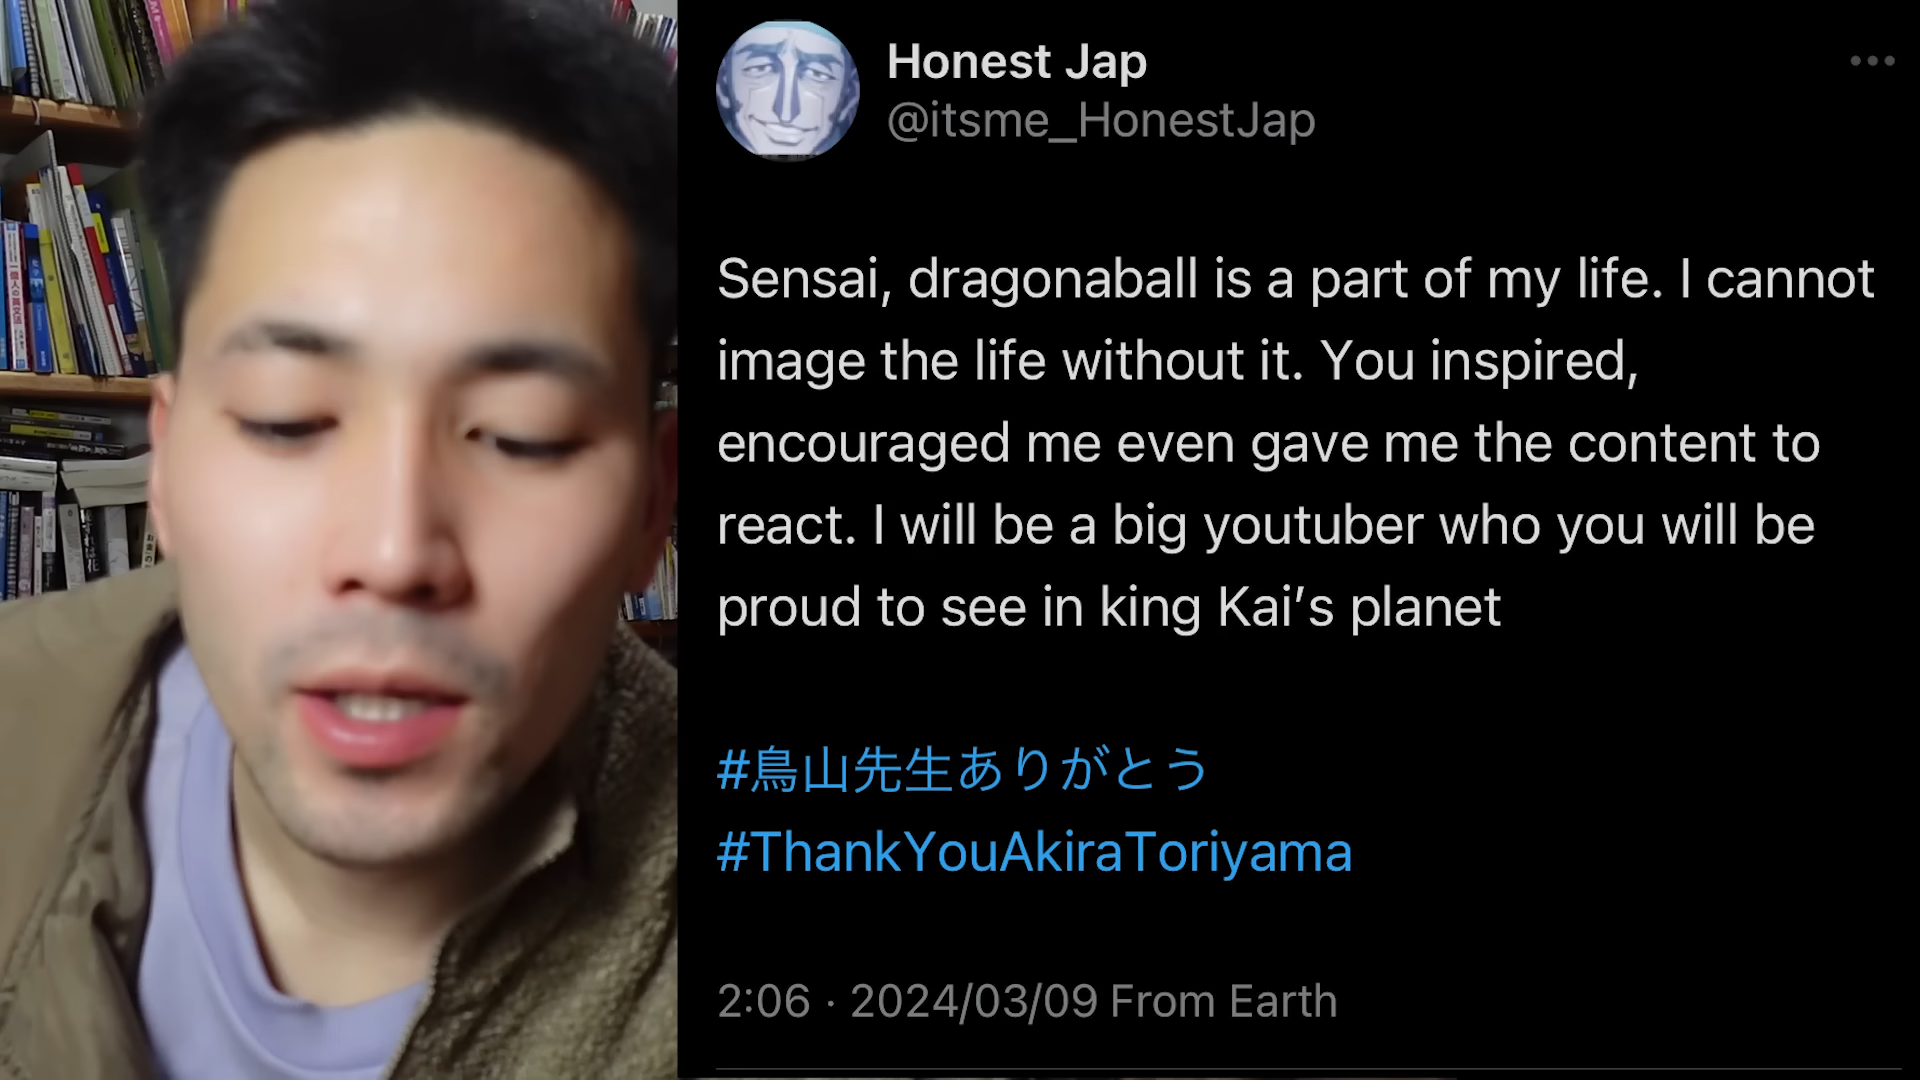 Honest Jap
@itsme_HonestJap
Sensai, dragonaball is a part of my life. I cannot
image the life without it. You inspired,
encouraged me even gave me the content to
react. I will be a big youtuber who you will be
proud to see in king Kai’s planet
#鳥山先生ありがとう
#ThankYouAkiraToriyama
2:06 · 2024/03/09 From Earth